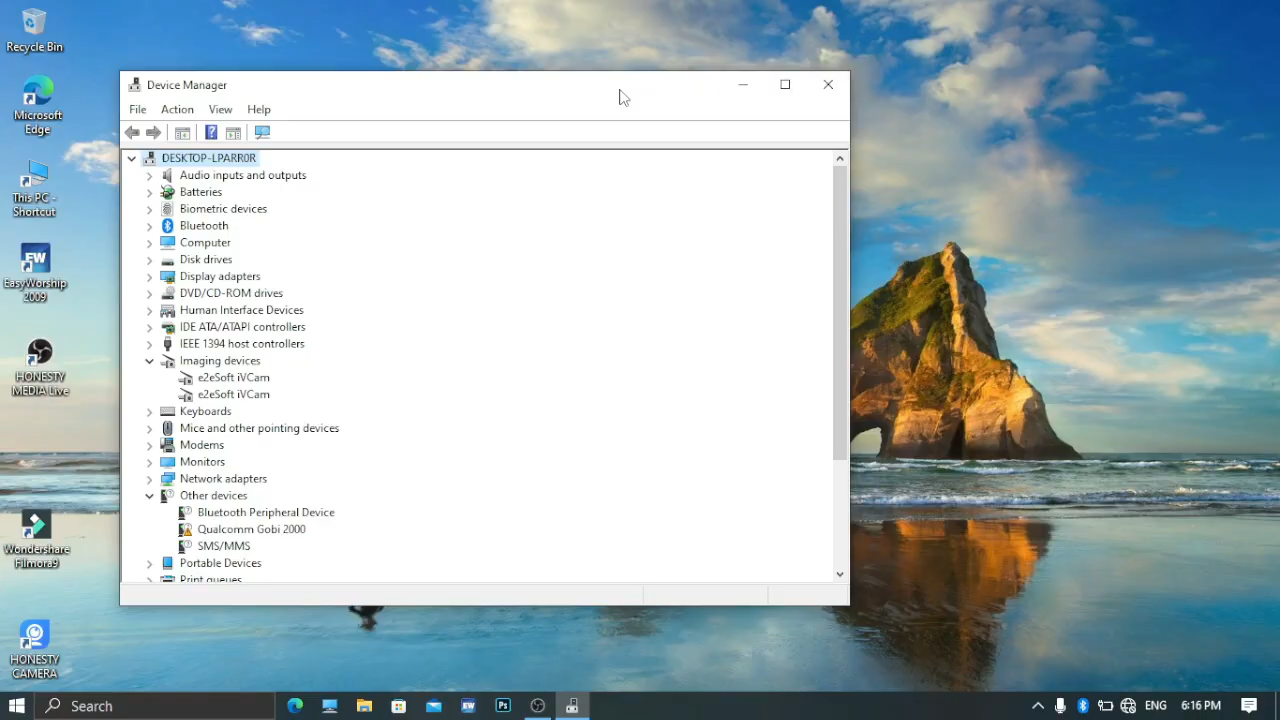 Recycle Bin
Microsoft
Edge
This PC -
Shortcut
EW
EasyWorship
2009
HONESTY
MEDIA Live
Wondershare
Filmora9
HONESTY
CAMERA
Device Manager
File Action View Help
DESKTOP-LPARR0R
Audio inputs and outputs
Batteries
Biometric devices
Bluetooth
Computer
Disk drives
Display adapters
DVD/CD-ROM drives
Human Interface Devices
IDE ATA/ATAPI controllers
IEEE 1394 host controllers
Imaging devices
e2eSoft iVCam
e2eSoft iVCam
Keyboards
Mice and other pointing devices
Modems
Monitors
Network adapters
Other devices
Bluetooth Peripheral Device
Qualcomm Gobi 2000
SMS/MMS
Portable Devices
Print queues
Search EW Ps ENG 6:16 PM